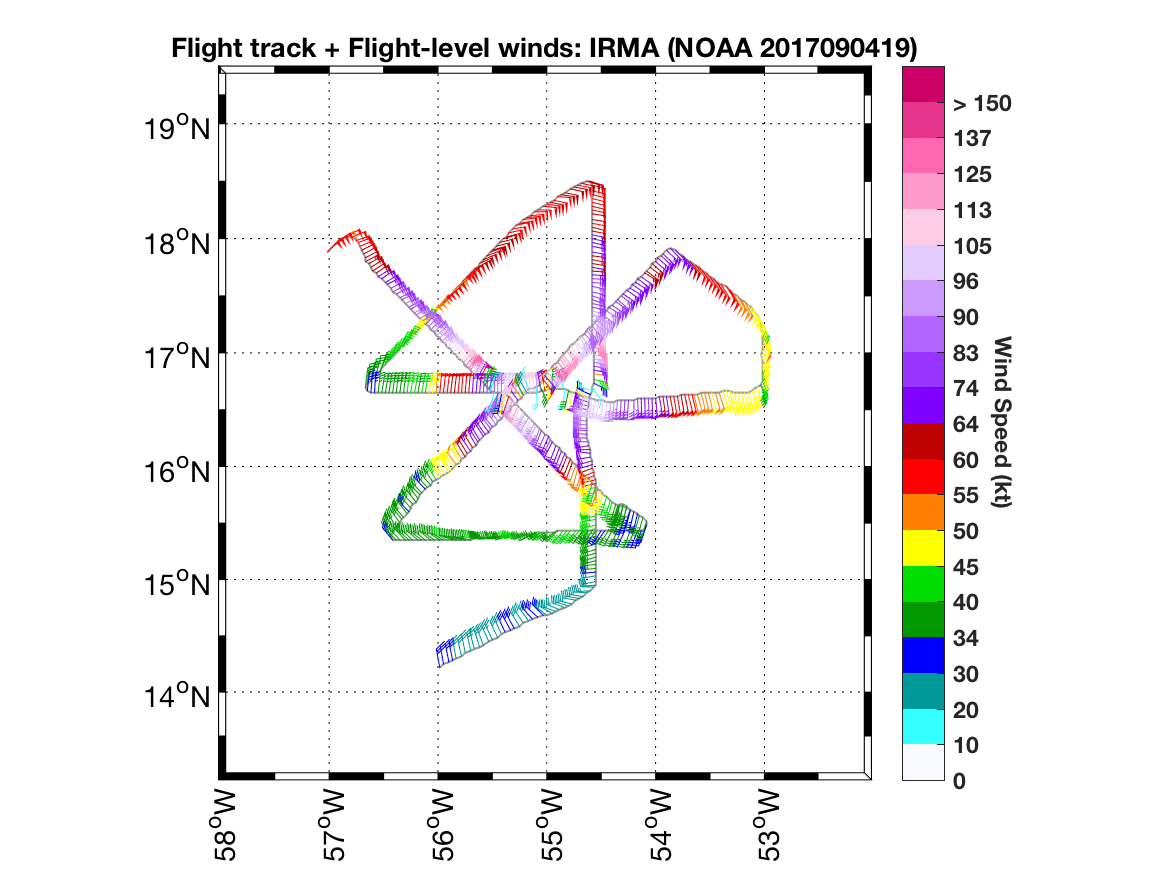 Flight track + Flight-level winds: IRMA (NOAA 2017090419)
19°N
18°N
17°N
16°N
15°N
14°N
58°W
57°W
56°W
55°W
54°W
53°W
> 150
137
125
113
105
96
90
83
74
64
60
55
50
45
40
34
30
20
10
0
Wind Speed (kt)